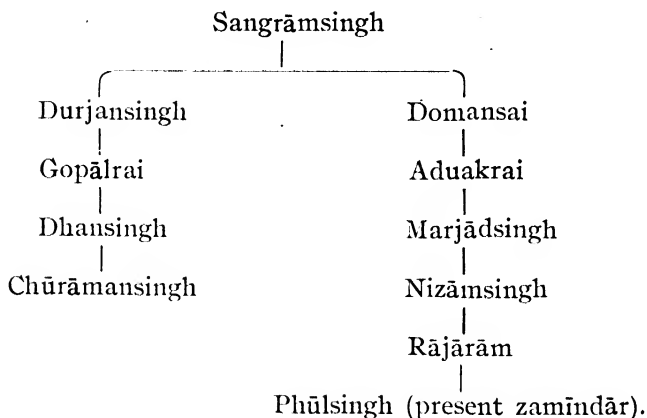 Sangrāmsingh
Durjansingh Domansai
Gopālrai Aduakrai
Dhansingh Marjādsingh
Chūrāmansingh Nizāmsingh
Rājārām
Phūlsingh (present zamīndār).